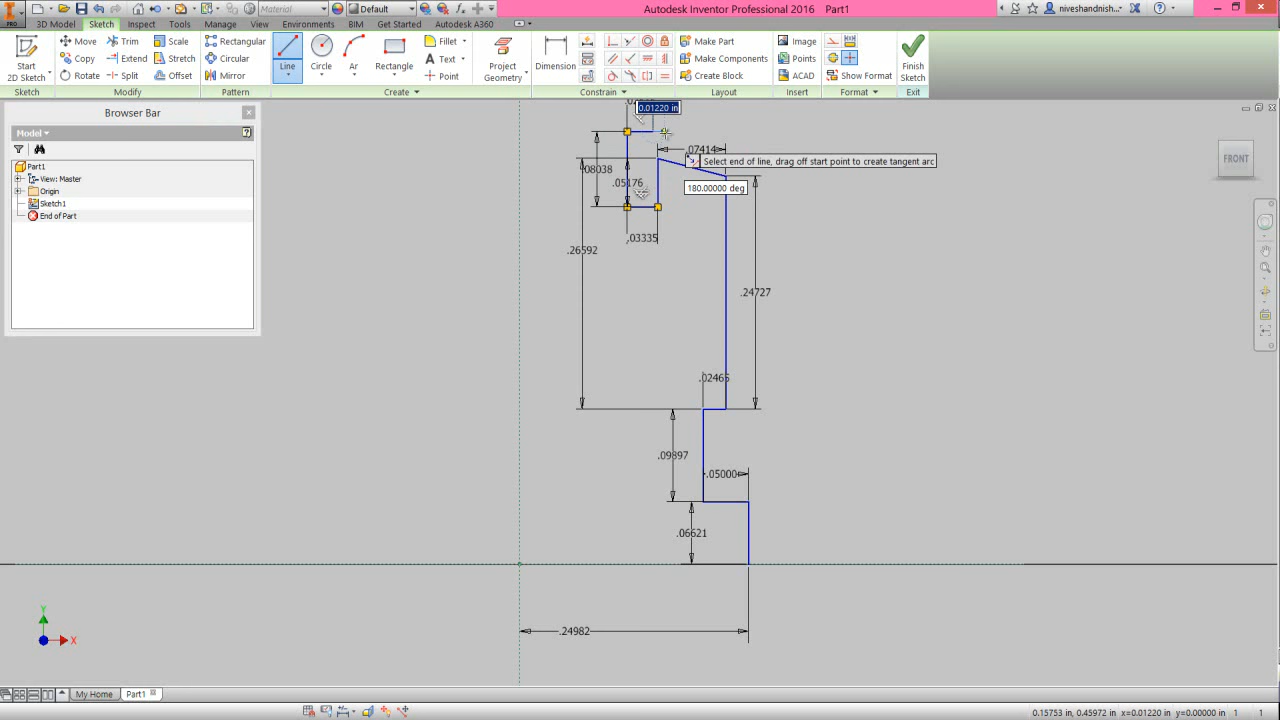 Material
Default
fx
Autodesk Inventor Professional 2016 Part1
niveshandnish...
PRO
3D Model
Sketch
Inspect
Tools
Manage
View
Environments
BIM
Get Started
Autodesk A360
Start
2D Sketch
Move
Trim
Scale
Copy
Extend
Stretch
Rotate
Split
Offset
Rectangular
Circular
Mirror
Line
Circle
Arc
Rectangle
Fillet
Text
Point
Project
Geometry
Dimension
Make Part
Make Components
Create Block
Image
Points
ACAD
Show Format
Finish
Sketch
Sketch
Modify
Pattern
Create
Constrain
Layout
Insert
Format
Exit
Browser Bar
Model
Part1
View: Master
Origin
Sketch1
End of Part
0.01220 in
.07414
Select end of line, drag off start point to create tangent arc
.08038
.05176
180.00000 deg
.03335
.26592
.24727
.02465
.09897
.05000
.06621
.24982
FRONT
Y
X
My Home
Part1
0.15753 in, 0.45972 in
x=0.01220 in
y=0.00000 in
1
1